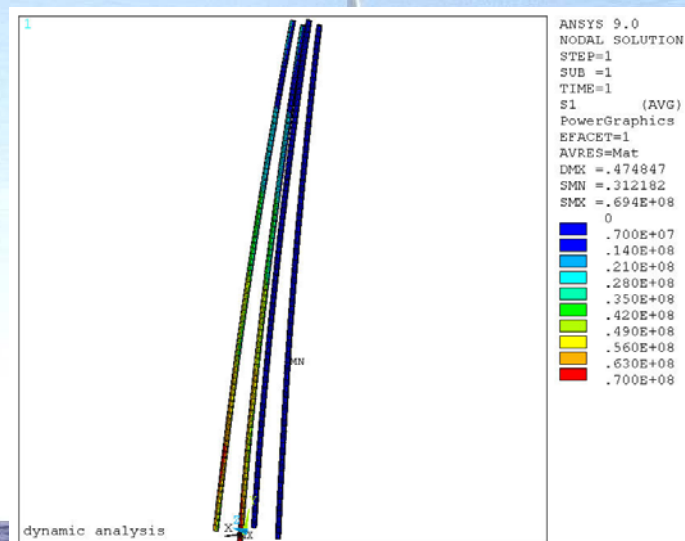 1
ANSYS 9.0
NODAL SOLUTION
STEP=1
SUB =1
TIME=1
S1 (AVG)
PowerGraphics
EFACET=1
AVRES=Mat
DMX =.474847
SMN =.312182
SMX =.694E+08
0
.700E+07
.140E+08
.210E+08
.280E+08
.350E+08
.420E+08
.490E+08
.560E+08
.630E+08
.700E+08
MN
X
X
dynamic analysis